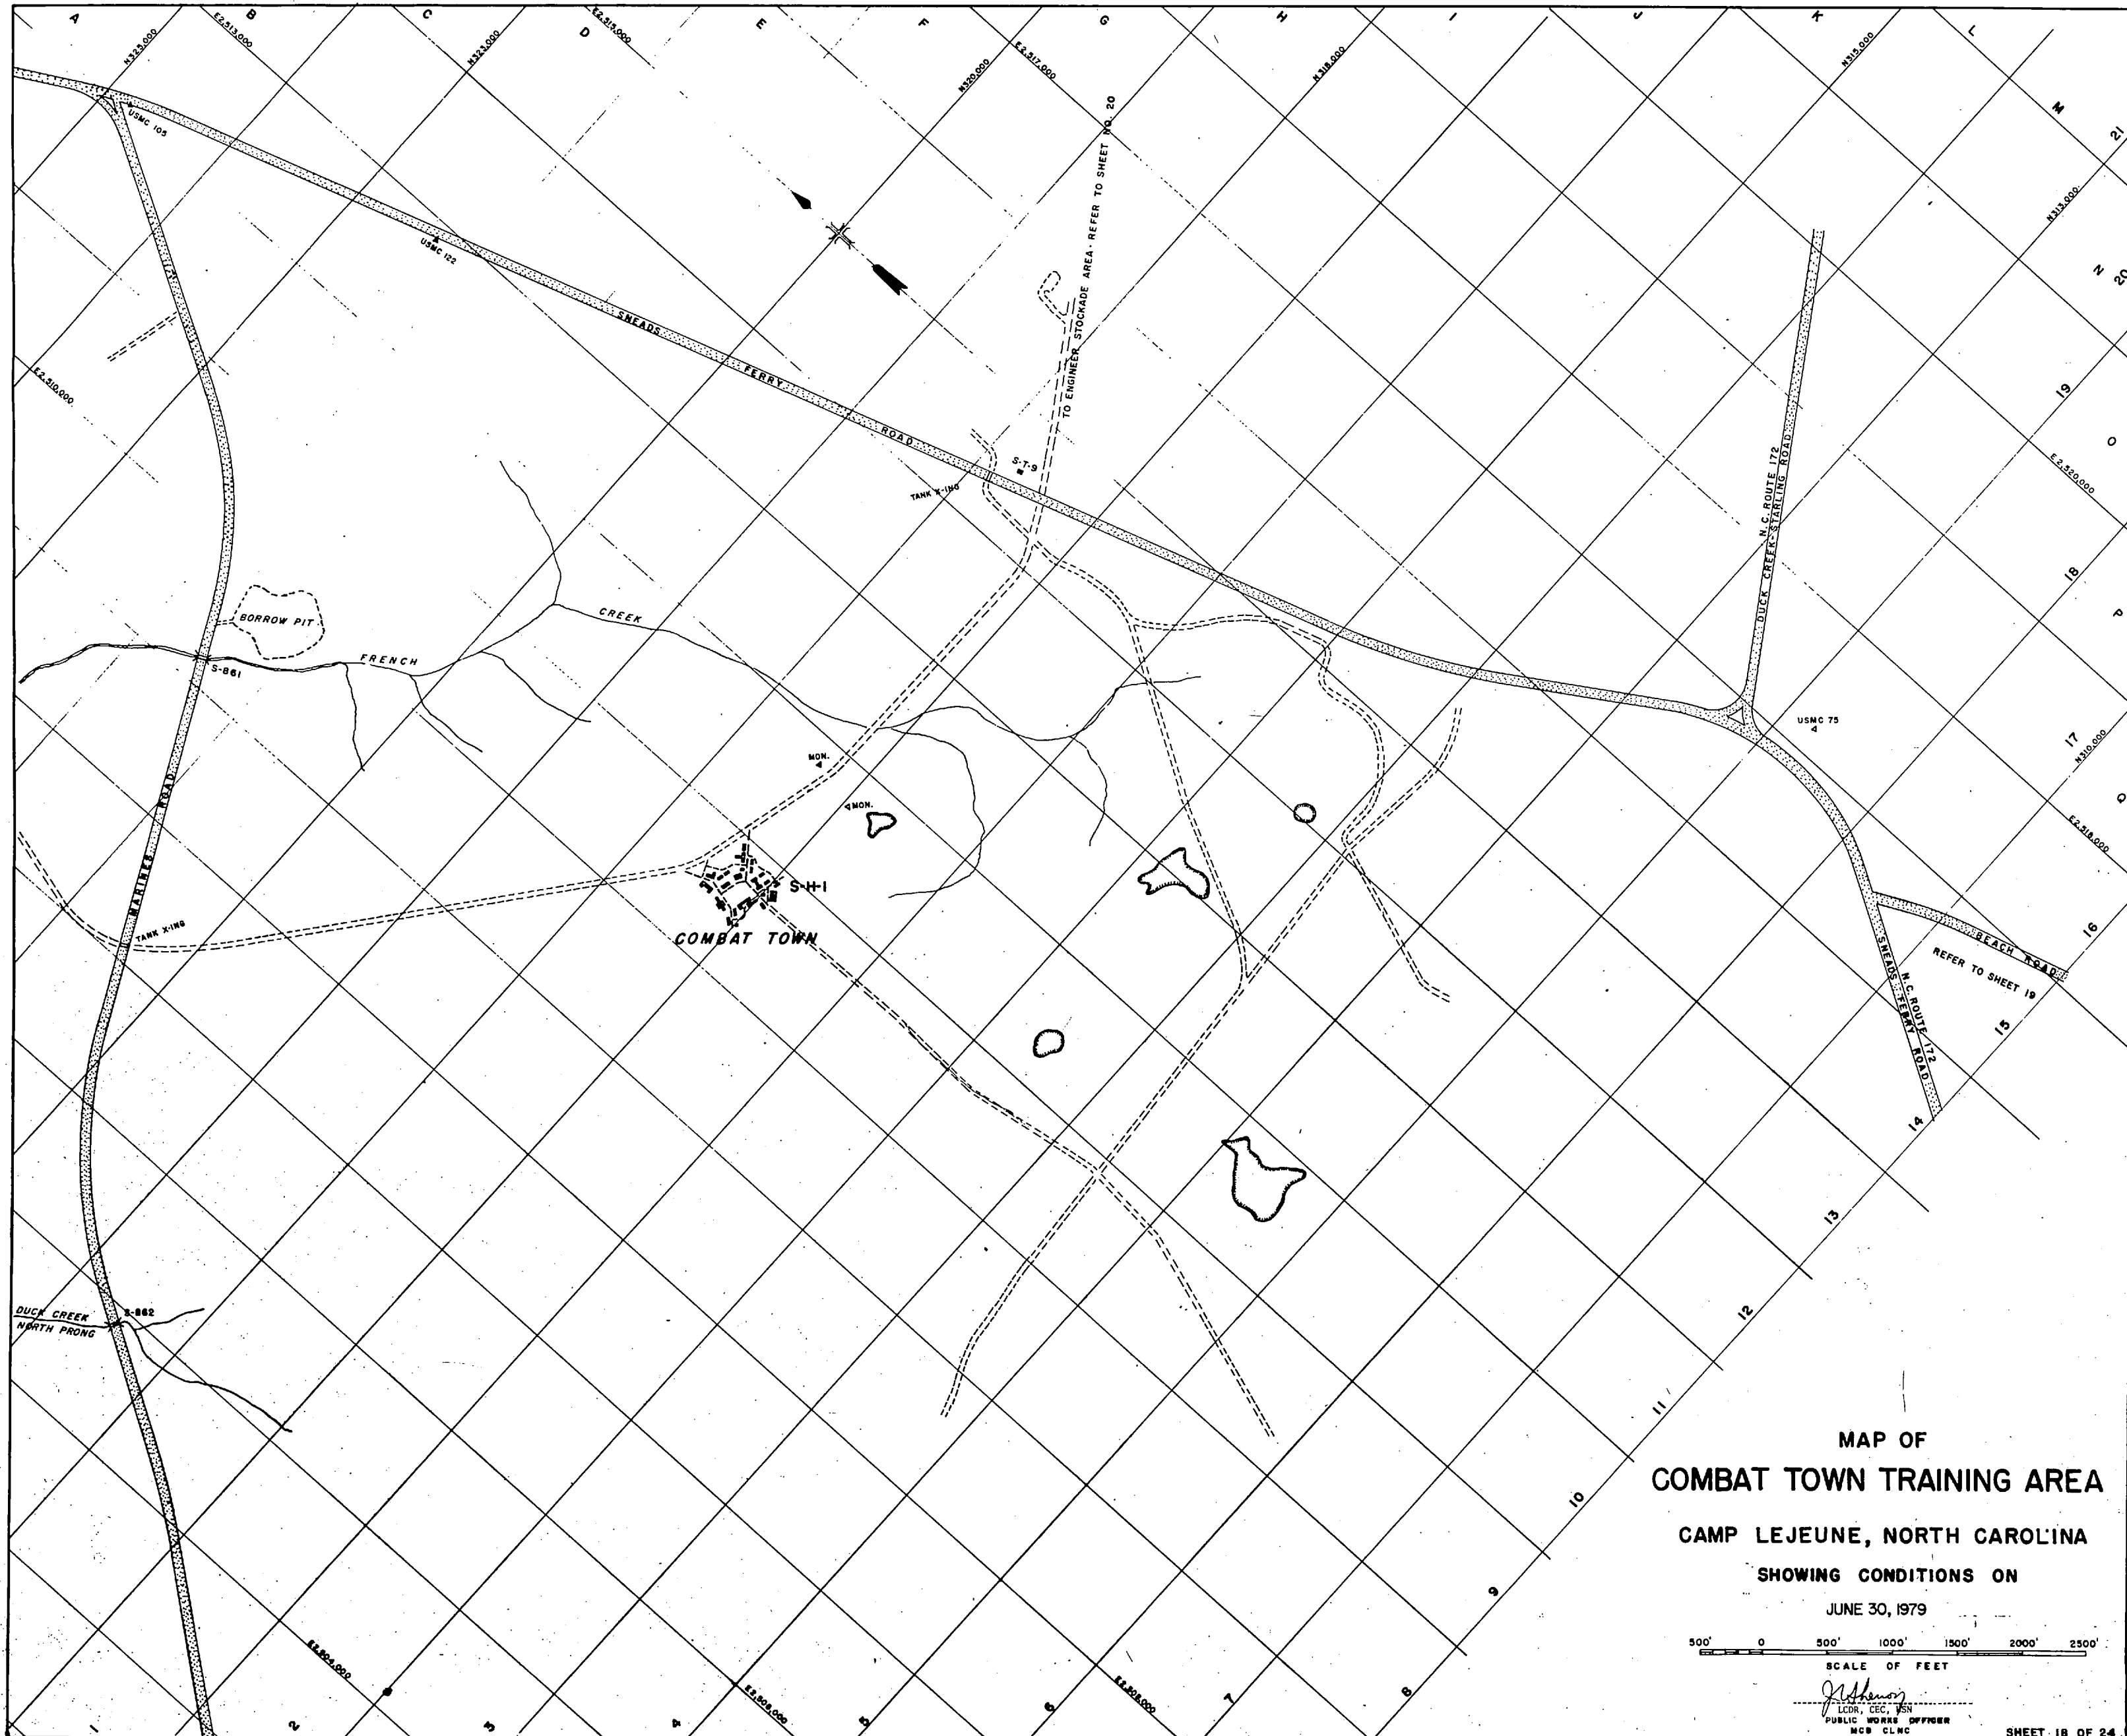 A
B
C
D
E
F
G
H
I
J
K
L
M
N
O
P
Q
21
20
19
18
17
16
15
14
13
12
11
10
9
8
7
6
5
4
3
2
1
N325,000
E2,513,000
N323,000
E2,515,000
N320,000
E2,517,000
N318,000
N315,000
N313,000
E2,510,000
E2,520,000
N310,000
E2,518,000
E2,504,000
E2,508,000
USMC 105
USMC 122
SNEADS FERRY ROAD
TO ENGINEER STOCKADE AREA - REFER TO SHEET NO. 20
S-T-9
TANK X-ING
N.C. ROUTE 172
DUCK CREEK-STARLING ROAD
BORROW PIT
FRENCH CREEK
S-861
USMC 75
MON.
MON.
MARINES ROAD
TANK X-ING
S-H-1
COMBAT TOWN
BEACH ROAD
REFER TO SHEET 19
N.C. ROUTE 172
SNEADS FERRY ROAD
DUCK CREEK
NORTH PRONG
S-862
MAP OF
COMBAT TOWN TRAINING AREA
CAMP LEJEUNE, NORTH CAROLINA
SHOWING CONDITIONS ON
JUNE 30, 1979
500' 0 500' 1000' 1500' 2000' 2500'
SCALE OF FEET
LCDR, CEC, USN
PUBLIC WORKS OFFICER
MCB CLNC
SHEET 18 OF 24